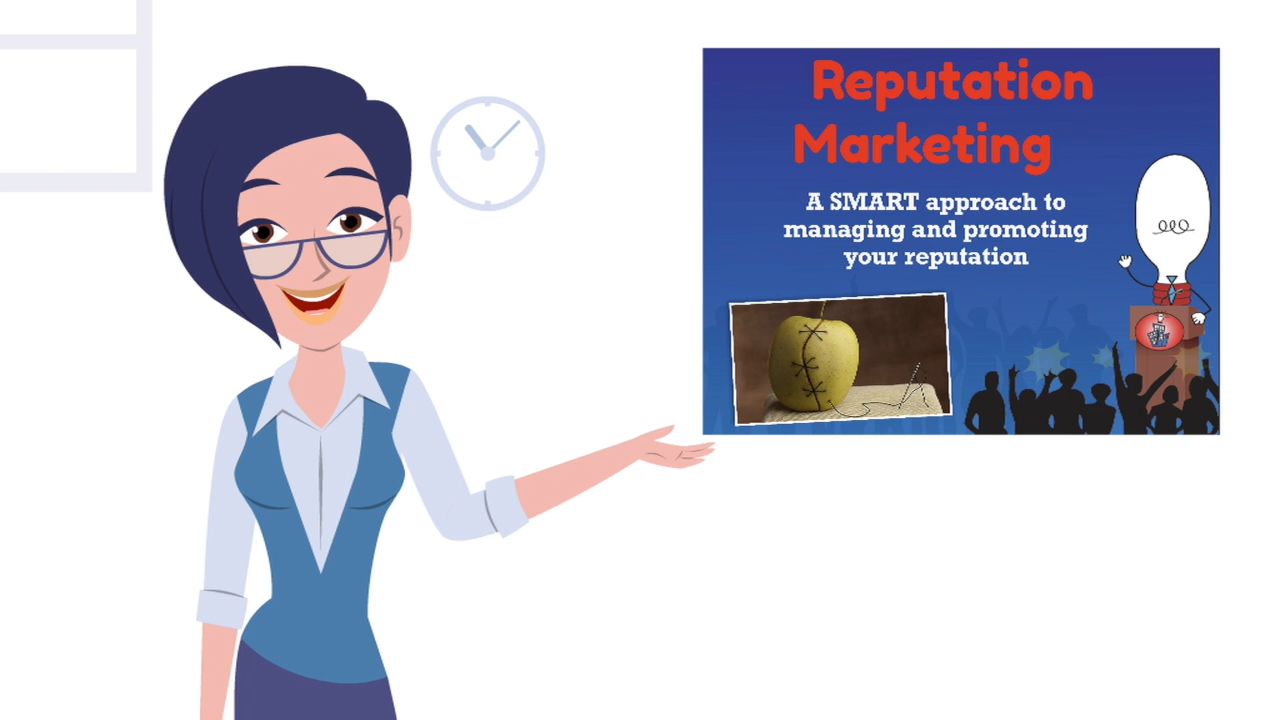 Reputation
Marketing
A SMART approach to
managing and promoting
your reputation